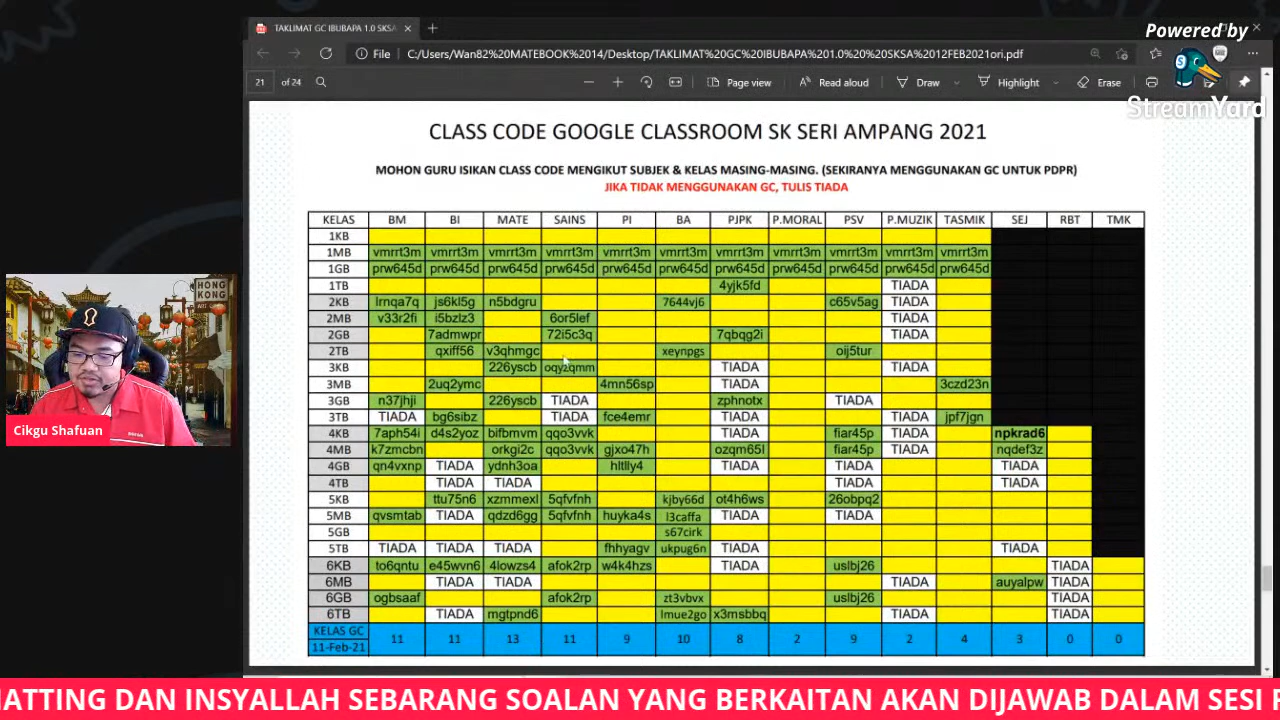 TAKLIMAT GC IBUBAPA 1.0 SKSA
Powered by
File C:/Users/Wan82%20MATEBOOK%2014/Desktop/TAKLIMAT%20GC%20IBUBAPA%201.0%20%20SKSA%2012FEB2021ori.pdf
21 of 24 Page view Read aloud Draw Highlight Erase
StreamYard
CLASS CODE GOOGLE CLASSROOM SK SERI AMPANG 2021
MOHON GURU ISIKAN CLASS CODE MENGIKUT SUBJEK & KELAS MASING-MASING. (SEKIRANYA MENGGUNAKAN GC UNTUK PDPR)
JIKA TIDAK MENGGUNAKAN GC, TULIS TIADA
KELAS BM BI MATE SAINS PI BA PJPK P.MORAL PSV P.MUZIK TASMIK SEJ RBT TMK
1KB
1MB vmrrt3m vmrrt3m vmrrt3m vmrrt3m vmrrt3m vmrrt3m vmrrt3m vmrrt3m vmrrt3m vmrrt3m vmrrt3m
1GB prw645d prw645d prw645d prw645d prw645d prw645d prw645d prw645d prw645d prw645d prw645d
1TB 4yjk5fd TIADA
2KB lrnqa7q js6kl5g n5bdgru 7644vj6 c65v5ag TIADA
2MB v33r2fi i5bzlz3 6or5lef TIADA
2GB 7admwpr 72i5c3q 7qbqg2i TIADA
2TB qxiff56 v3qhmgc xeynpgs oij5tur
3KB 226yscb TIADA TIADA
3MB 2uq2ymc 4mn56sp TIADA 3czd23n
3GB n37jhji 226yscb TIADA zphnotx TIADA
3TB TIADA bg6sibz TIADA fce4emr TIADA TIADA jpf7jgn
4KB 7aph54i d4s2yoz bifbmvm qqo3vvk TIADA fiar45p TIADA npkrad6
4MB k7zmcbn orkgi2c qqo3vvk gjxo47h ozqm65l fiar45p TIADA nqdef3z
4GB qn4vxnp TIADA ydnh3oa hltlly4 TIADA TIADA TIADA
4TB TIADA TIADA TIADA TIADA
5KB ttu75n6 xzmmexl 5qfvfnh kjby66d ot4h6ws 26obpq2
5MB qvsmtab TIADA qdzd6gg 5qfvfnh huyka4s l3caffa TIADA TIADA
5GB s67cirk
5TB TIADA TIADA TIADA fhhyagv ukpug6n TIADA TIADA
6KB to6qntu e45wvn6 4lowzs4 afok2rp w4k4hzs TIADA uslbj26 TIADA
6MB TIADA TIADA TIADA auyalpw TIADA
6GB ogbsaaf afok2rp zt3vbvx uslbj26 TIADA
6TB TIADA mgtpnd6 lmue2go x3msbbq TIADA TIADA
KELAS GC
11-Feb-21 11 11 13 11 9 10 8 2 9 2 4 3 0 0
HONG KONG
Cikgu Shafuan
HATTING DAN INSYALLAH SEBARANG SOALAN YANG BERKAITAN AKAN DIJAWAB DALAM SESI